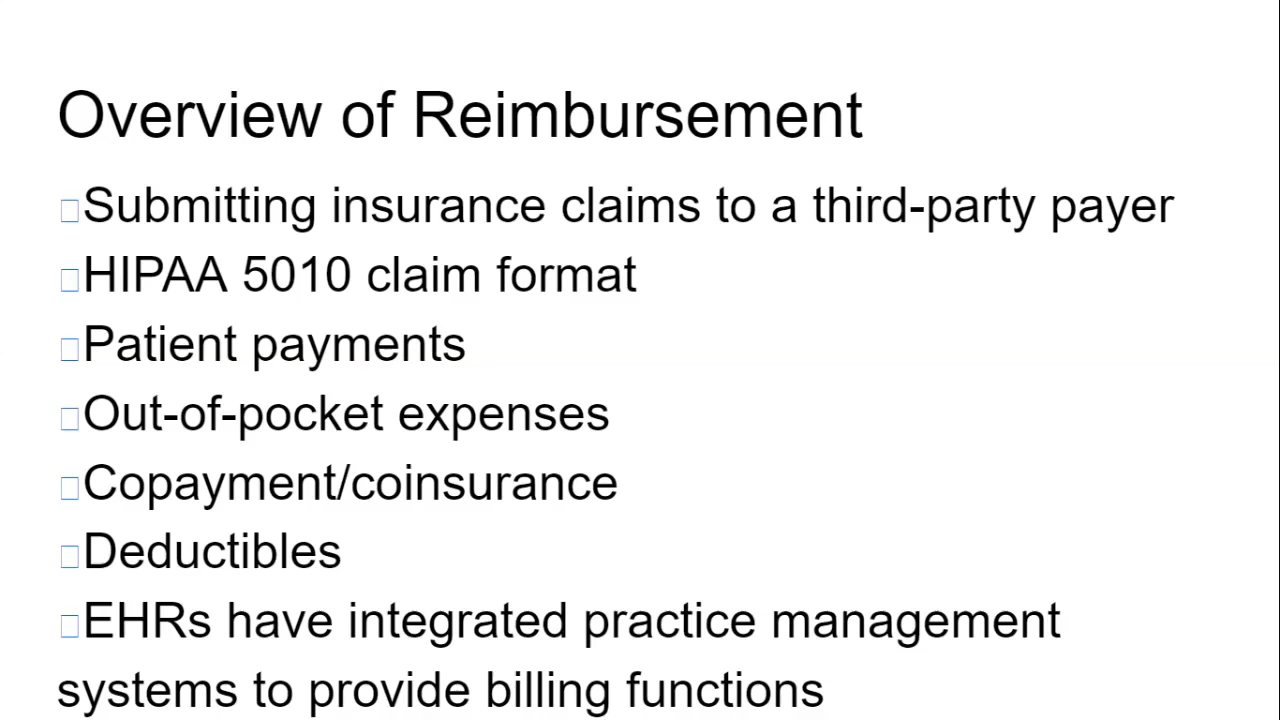 Overview of Reimbursement
Submitting insurance claims to a third-party payer
HIPAA 5010 claim format
Patient payments
Out-of-pocket expenses
Copayment/coinsurance
Deductibles
EHRs have integrated practice management
systems to provide billing functions